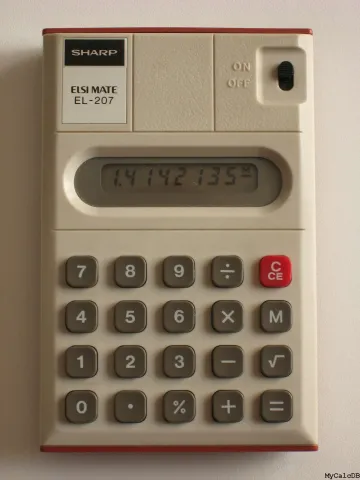 SHARP
ELSI MATE
EL-207
ON
OFF
1.4142135
7 8 9 ÷ C CE
4 5 6 × M
1 2 3 − √
0 · % + =
MyCalcDB